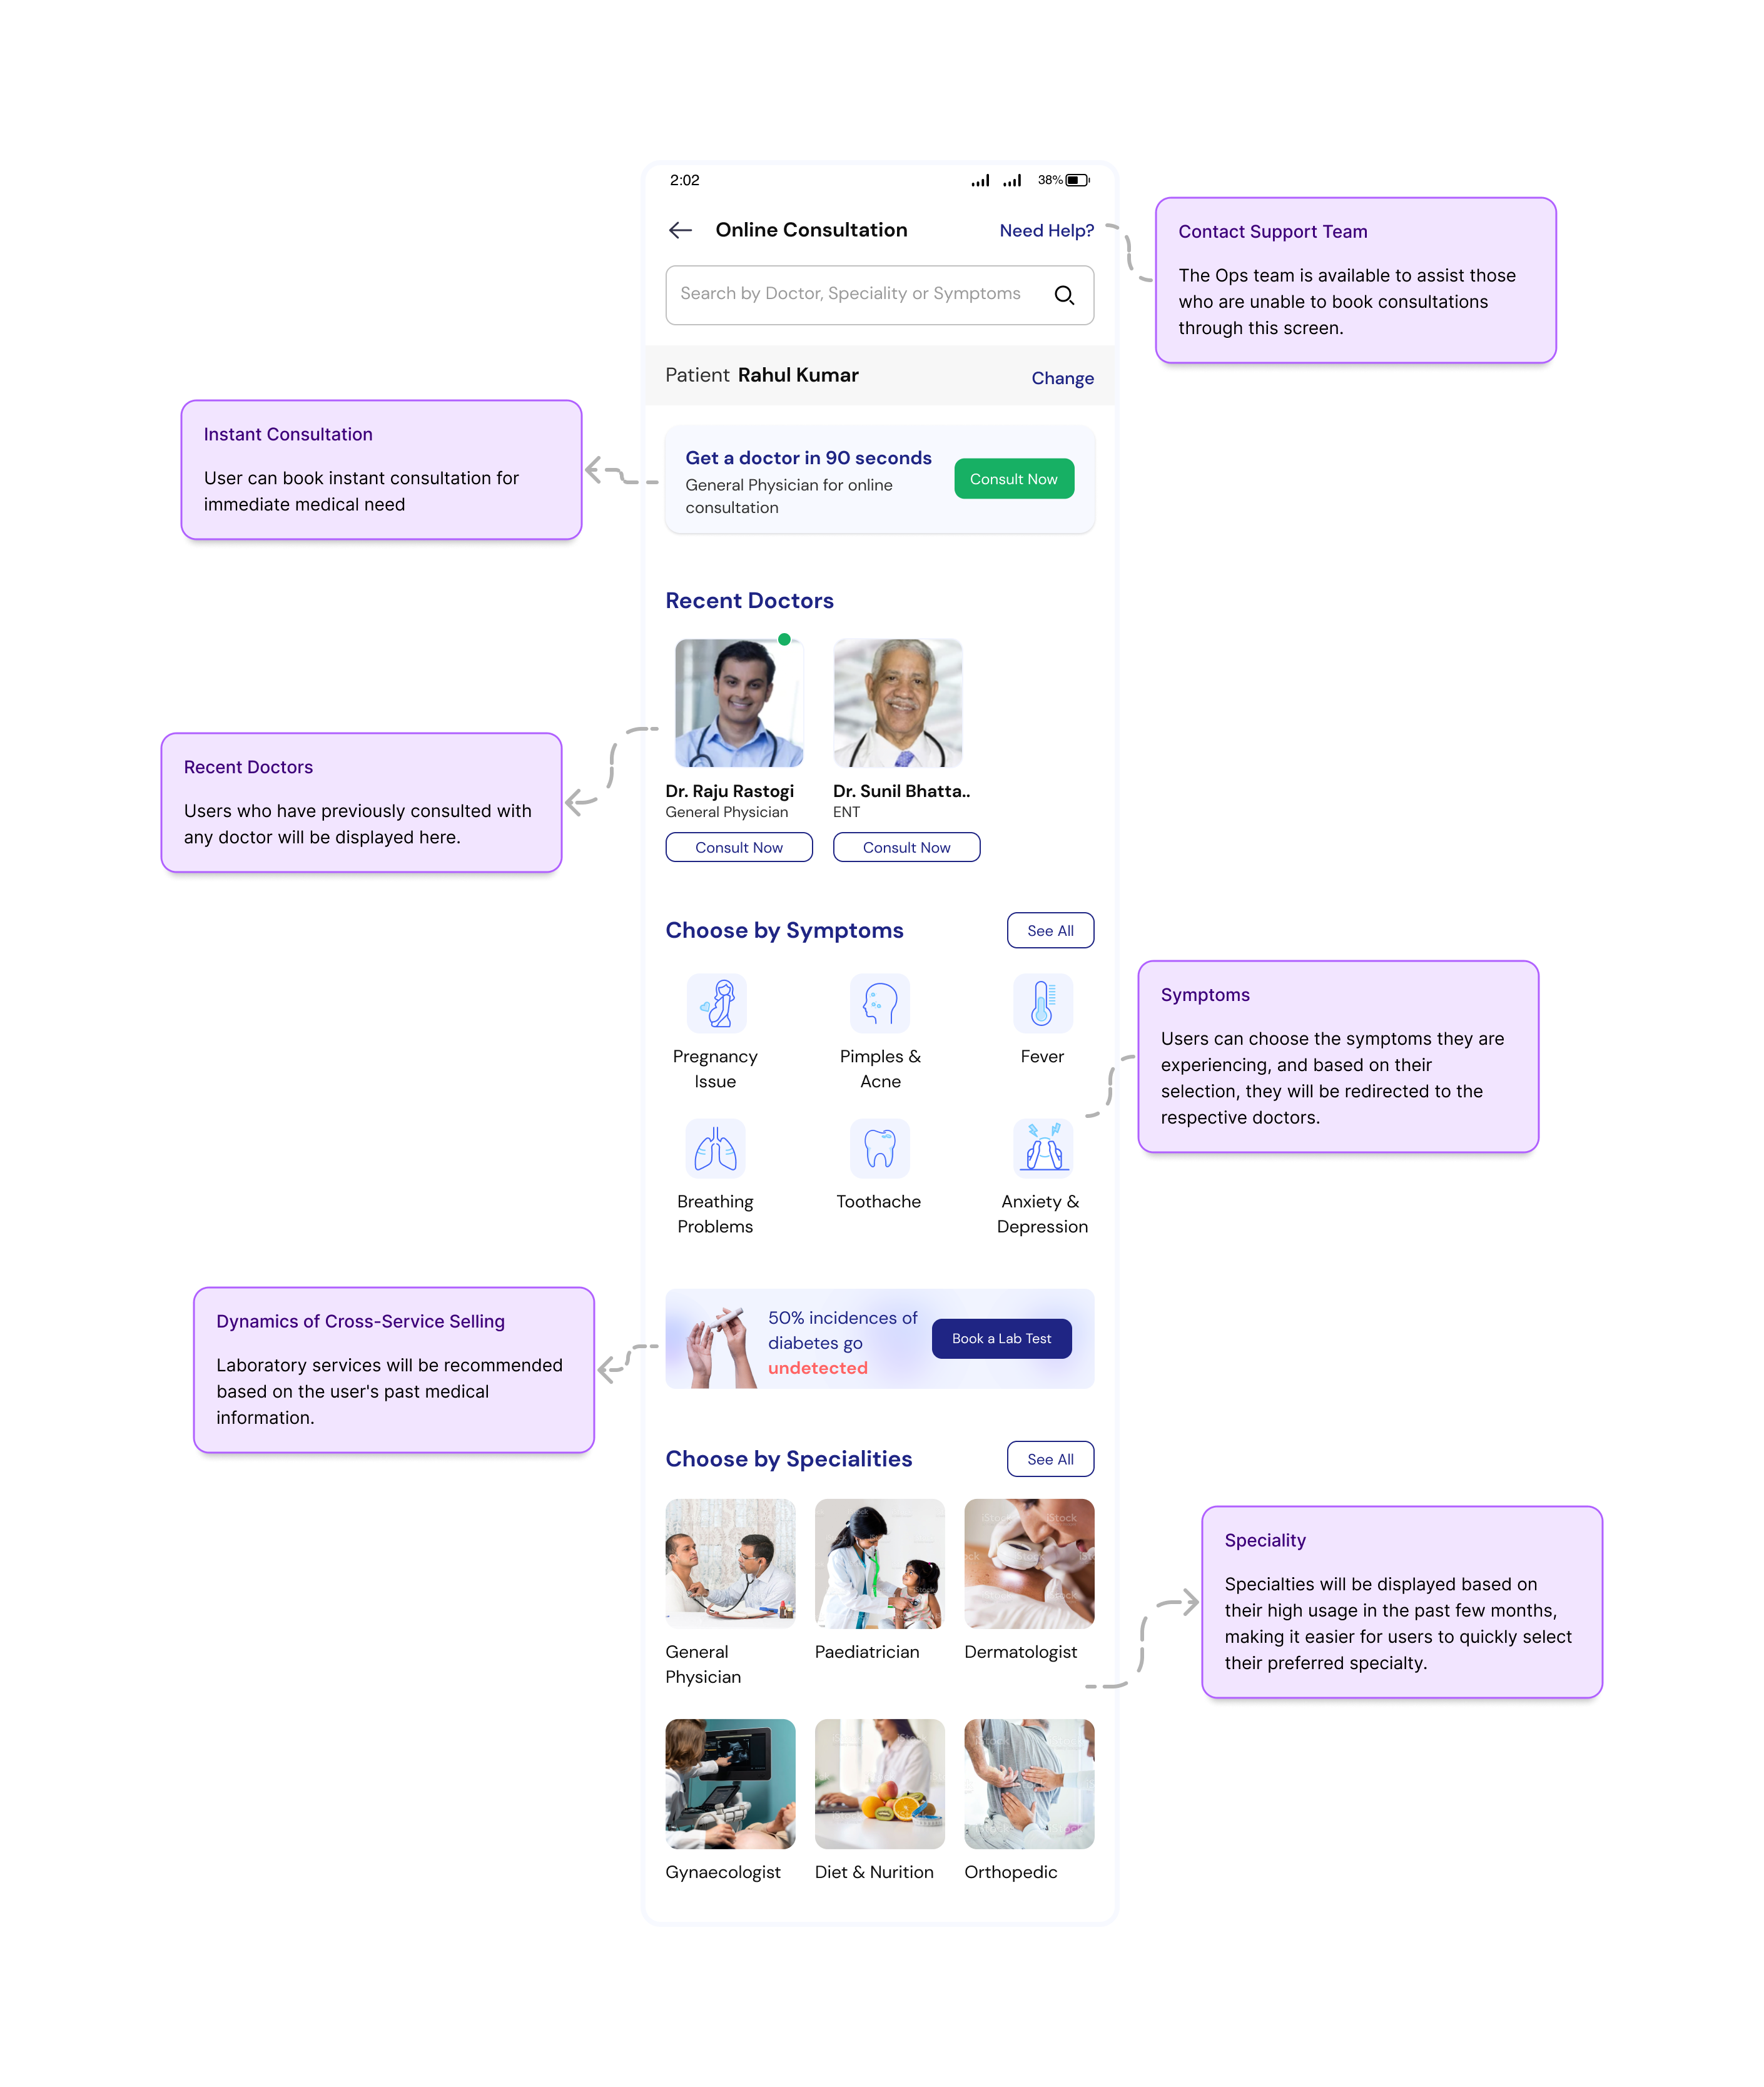 2:02
38%
Online Consultation
Need Help?
Search by Doctor, Speciality or Symptoms
Patient Rahul Kumar
Change
Get a doctor in 90 seconds
General Physician for online
consultation
Consult Now
Recent Doctors
Dr. Raju Rastogi
General Physician
Consult Now
Dr. Sunil Bhatta..
ENT
Consult Now
Choose by Symptoms
See All
Pregnancy
Issue
Pimples &
Acne
Fever
Breathing
Problems
Toothache
Anxiety &
Depression
50% incidences of
diabetes go
undetected
Book a Lab Test
Choose by Specialities
See All
iStock
iStock
iStock
General
Physician
Paediatrician
Dermatologist
iStock
Gynaecologist
Diet & Nurition
Orthopedic
Contact Support Team
The Ops team is available to assist those
who are unable to book consultations
through this screen.
Instant Consultation
User can book instant consultation for
immediate medical need
Recent Doctors
Users who have previously consulted with
any doctor will be displayed here.
Symptoms
Users can choose the symptoms they are
experiencing, and based on their
selection, they will be redirected to the
respective doctors.
Dynamics of Cross-Service Selling
Laboratory services will be recommended
based on the user's past medical
information.
Speciality
Specialties will be displayed based on
their high usage in the past few months,
making it easier for users to quickly select
their preferred specialty.